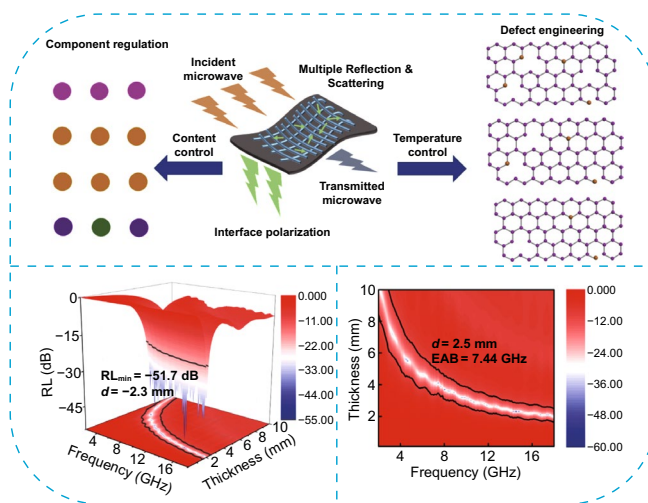 Component regulation
Incident
microwave
Multiple Reflection &
Scattering
Defect engineering
Content
control
Temperature
control
Transmitted
microwave
Interface polarization
0
−15
−30
−45
RL (dB)
RLmin = −51.7 dB
d = −2.3 mm
4
8
12
16
Frequency (GHz)
2
4
6
8
10
Thickness (mm)
0.000
−11.00
−22.00
−33.00
−44.00
−55.00
10
8
6
4
2
Thickness (mm)
d = 2.5 mm
EAB = 7.44 GHz
4
8
12
16
Frequency (GHz)
0.000
−12.00
−24.00
−36.00
−48.00
−60.00